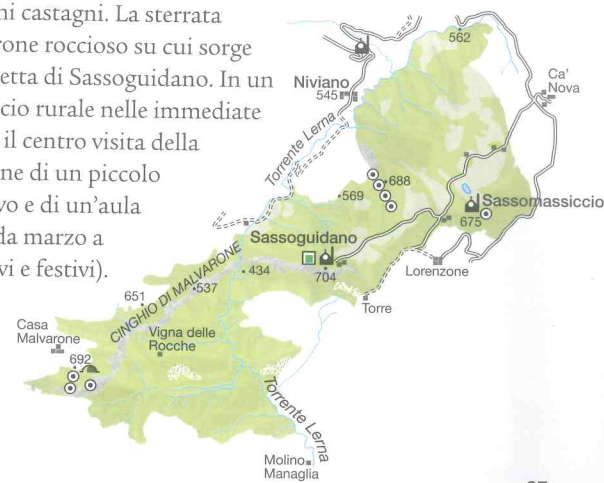 ni castagni. La sterrata
rone roccioso su cui sorge
etta di Sassoguidano. In un
cio rurale nelle immediate
il centro visita della
ne di un piccolo
vo e di un'aula
da marzo a
vi e festivi).
562
Ca'
Nova
Niviano
545
Torrente Lerna
688
569
Sassomassiccio
675
Sassoguidano
704
Lorenzone
Torre
434
537
CINGHIO DI MALVARONE
651
Casa
Malvarone
Vigna delle
Rocche
692
Torrente Lerna
Molino
Managlia